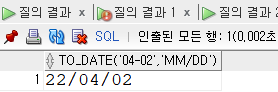 질의 결과 × 질의 결과 1 × 질의 결과
SQL | 인출된 모든 행: 1(0,002초
TO_DATE('04-02','MM/DD')
1 22/04/02